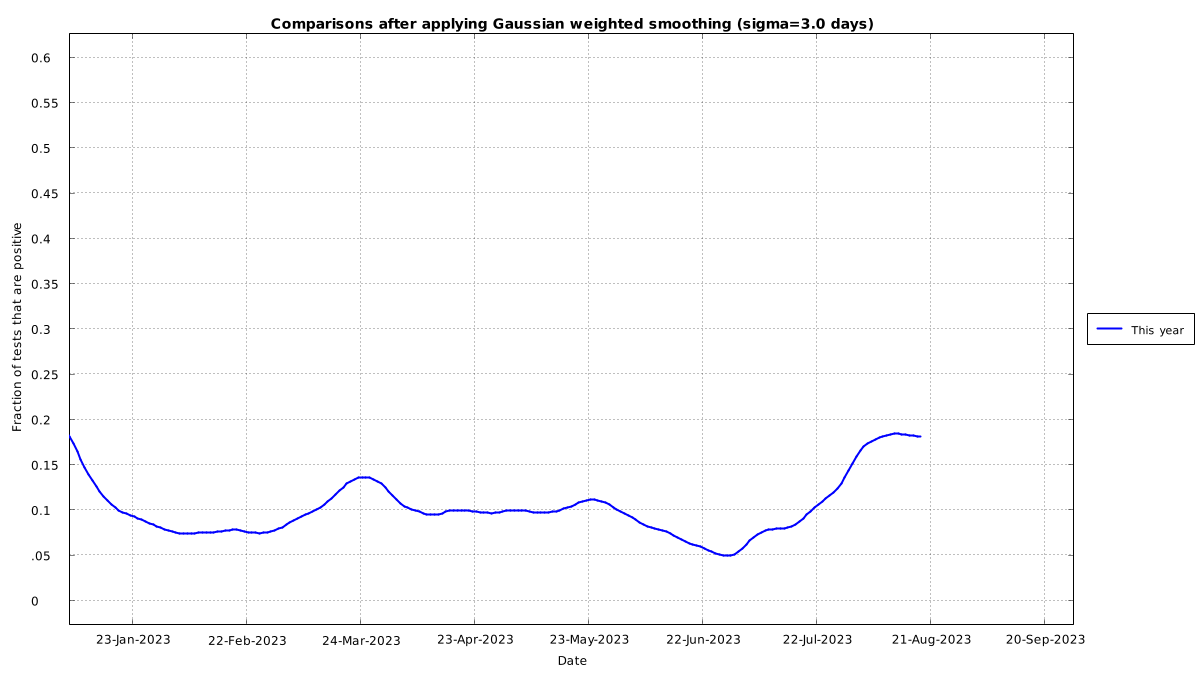 Comparisons after applying Gaussian weighted smoothing (sigma=3.0 days)
0.6
0.55
0.5
0.45
0.4
0.35
0.3
0.25
0.2
0.15
0.1
.05
0
Fraction of tests that are positive
This year
23-Jan-2023 22-Feb-2023 24-Mar-2023 23-Apr-2023 23-May-2023 22-Jun-2023 22-Jul-2023 21-Aug-2023 20-Sep-2023
Date